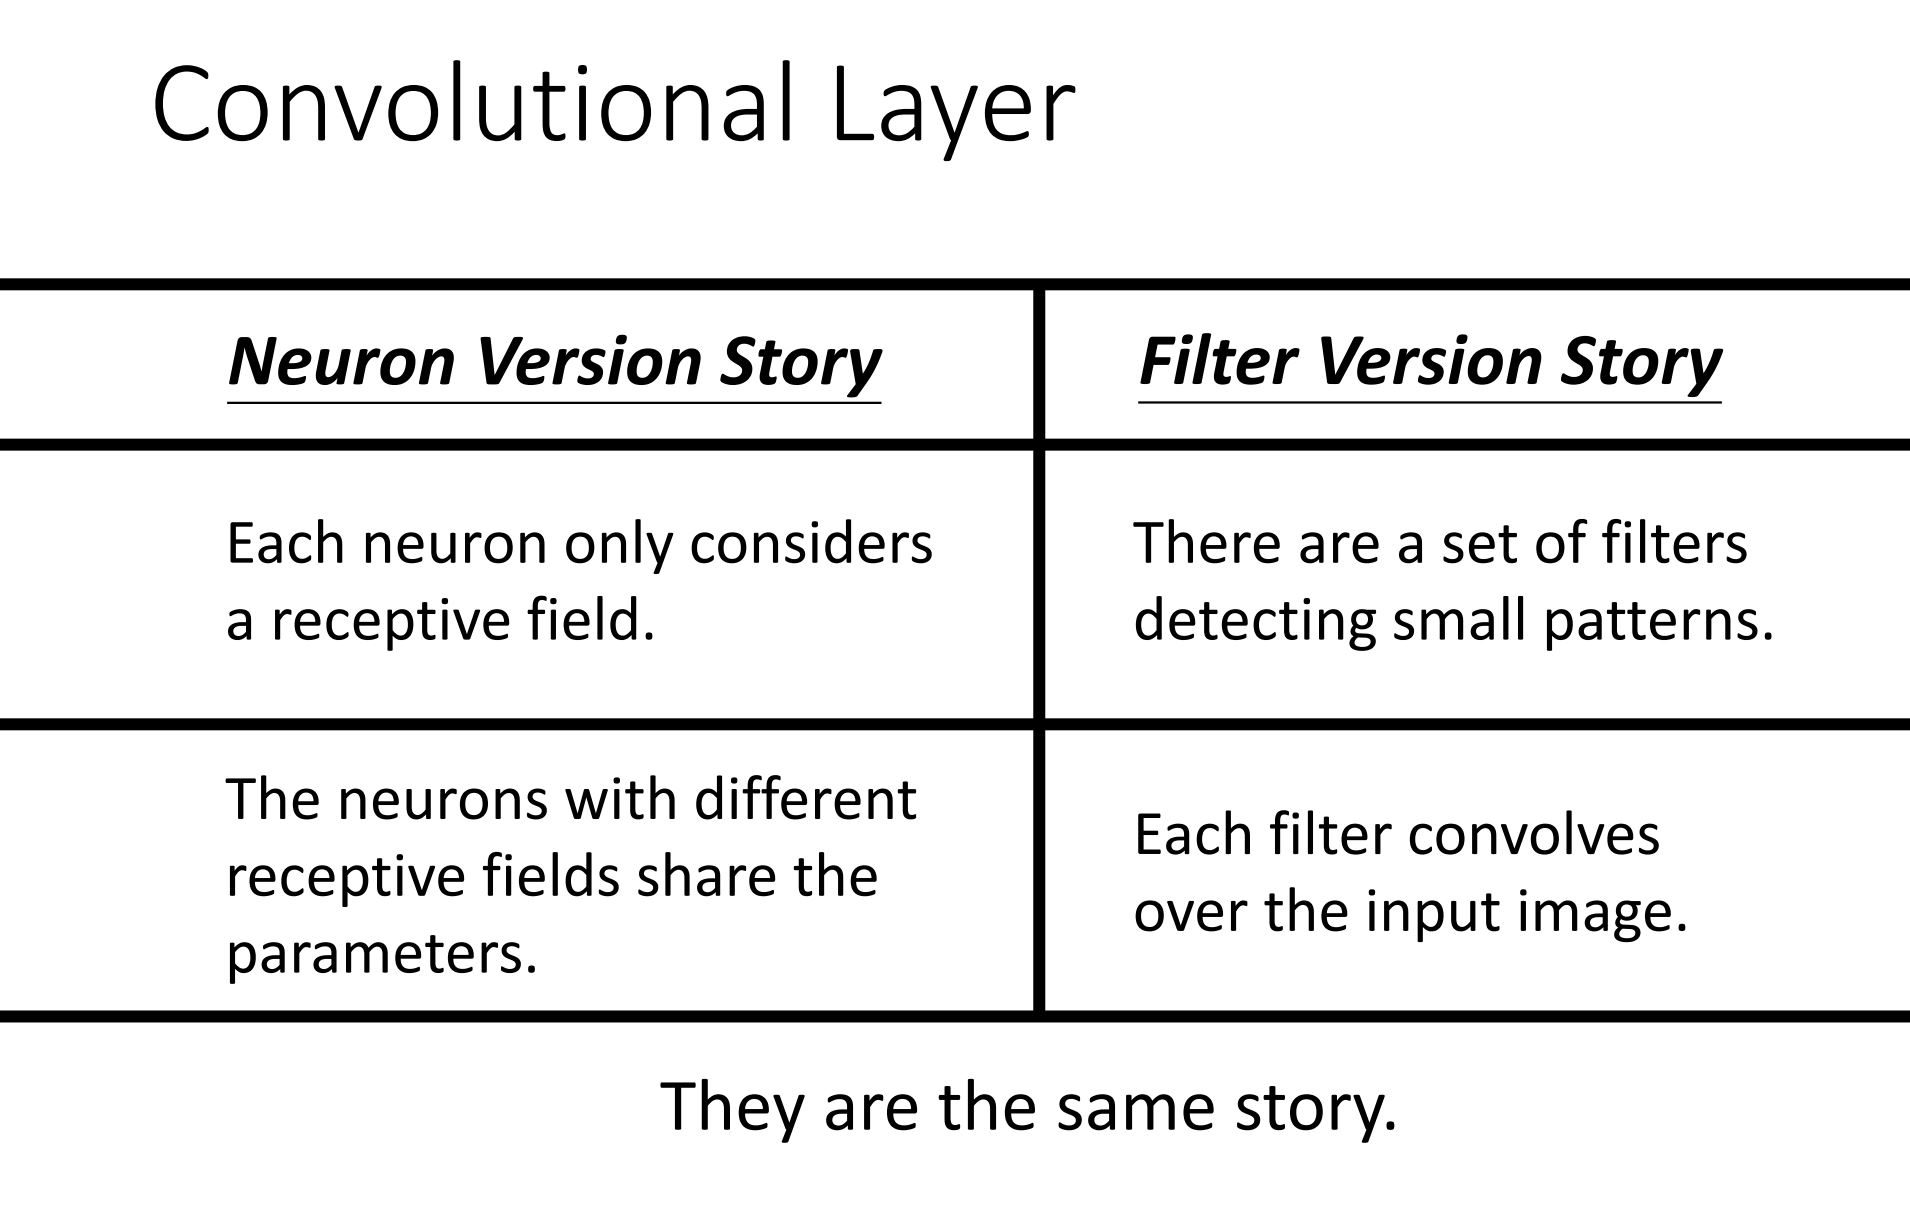 Convolutional Layer
Neuron Version Story
Filter Version Story
Each neuron only considers
a receptive field.
There are a set of filters
detecting small patterns.
The neurons with different
receptive fields share the
parameters.
Each filter convolves
over the input image.
They are the same story.